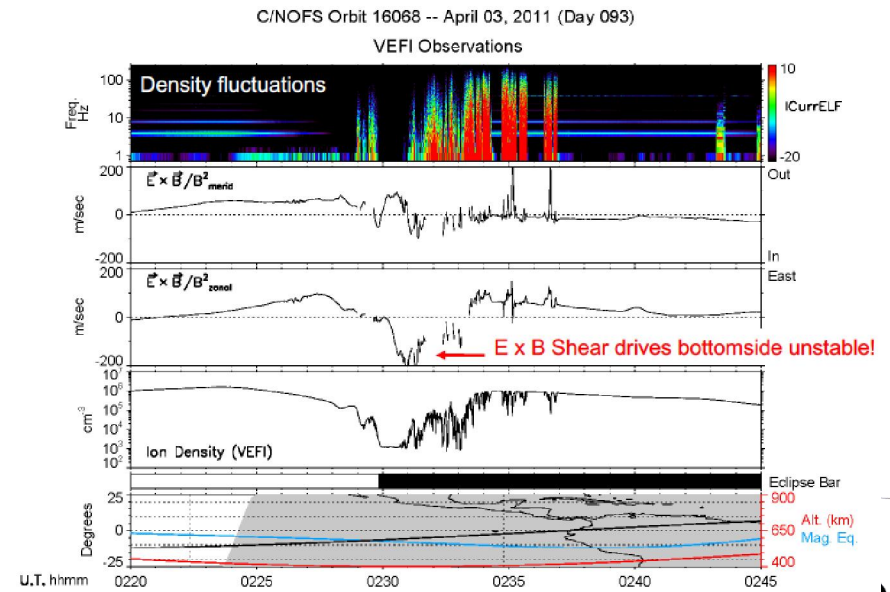 C/NOFS Orbit 16068 -- April 03, 2011 (Day 093)
VEFI Observations
Density fluctuations
Freq. Hz
100
10
1
10
ICurrELF
-20
E x B/B²merid
m/sec
200
0
-200
Out
In
E x B/B²zonal
m/sec
200
0
-200
East
E x B Shear drives bottomside unstable!
cm-3
10⁷
10⁶
10⁵
10⁴
10³
10²
Ion Density (VEFI)
Eclipse Bar
Degrees
25
0
-25
900
650
400
Alt. (km)
Mag. Eq.
U.T. hhmm
0220 0225 0230 0235 0240 0245